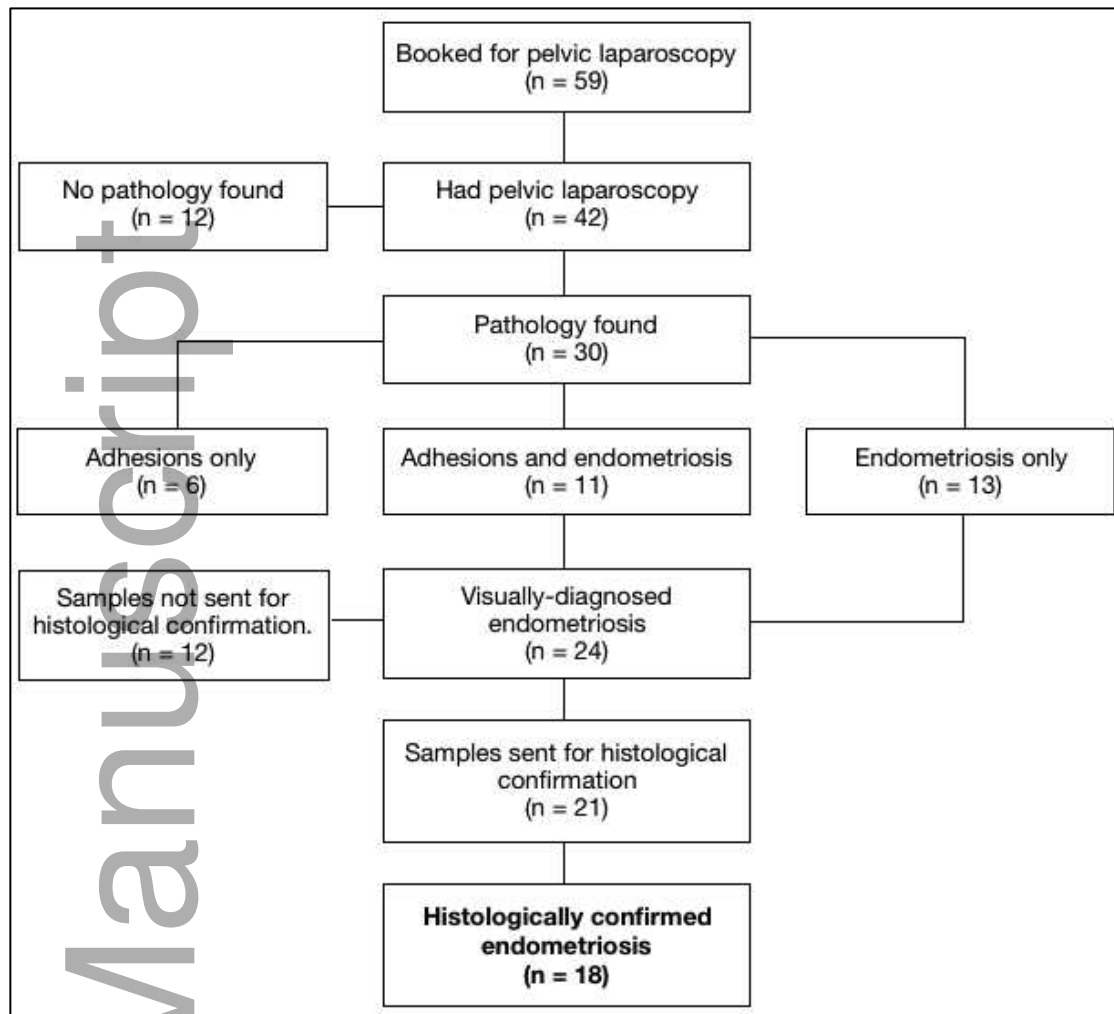 Booked for pelvic laparoscopy
(n = 59)
No pathology found
(n = 12)
Had pelvic laparoscopy
(n = 42)
Pathology found
(n = 30)
Adhesions only
(n = 6)
Adhesions and endometriosis
(n = 11)
Endometriosis only
(n = 13)
Samples not sent for
histological confirmation.
(n = 12)
Visually-diagnosed
endometriosis
(n = 24)
Samples sent for histological
confirmation
(n = 21)
Histologically confirmed
endometriosis
(n = 18)
Manuscript